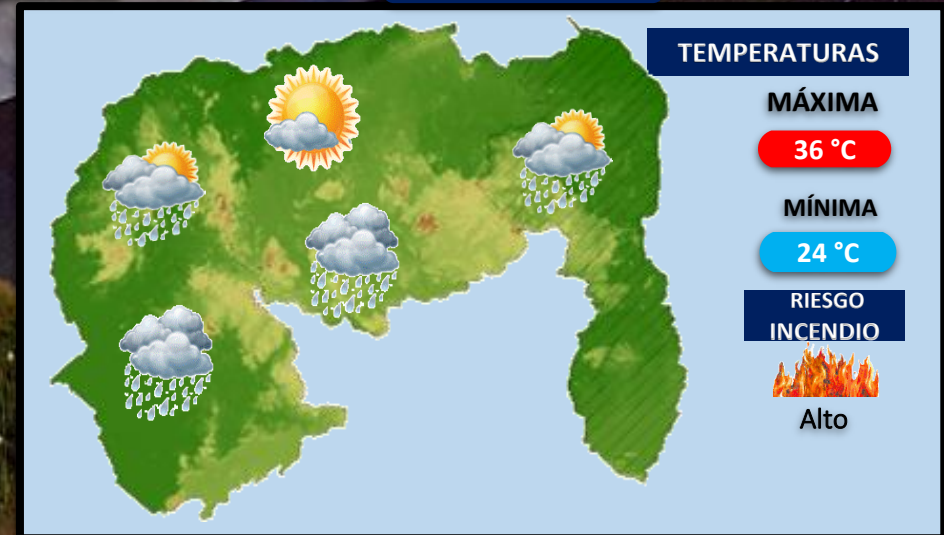 TEMPERATURAS
MÁXIMA
36 °C
MÍNIMA
24 °C
RIESGO
INCENDIO
Alto